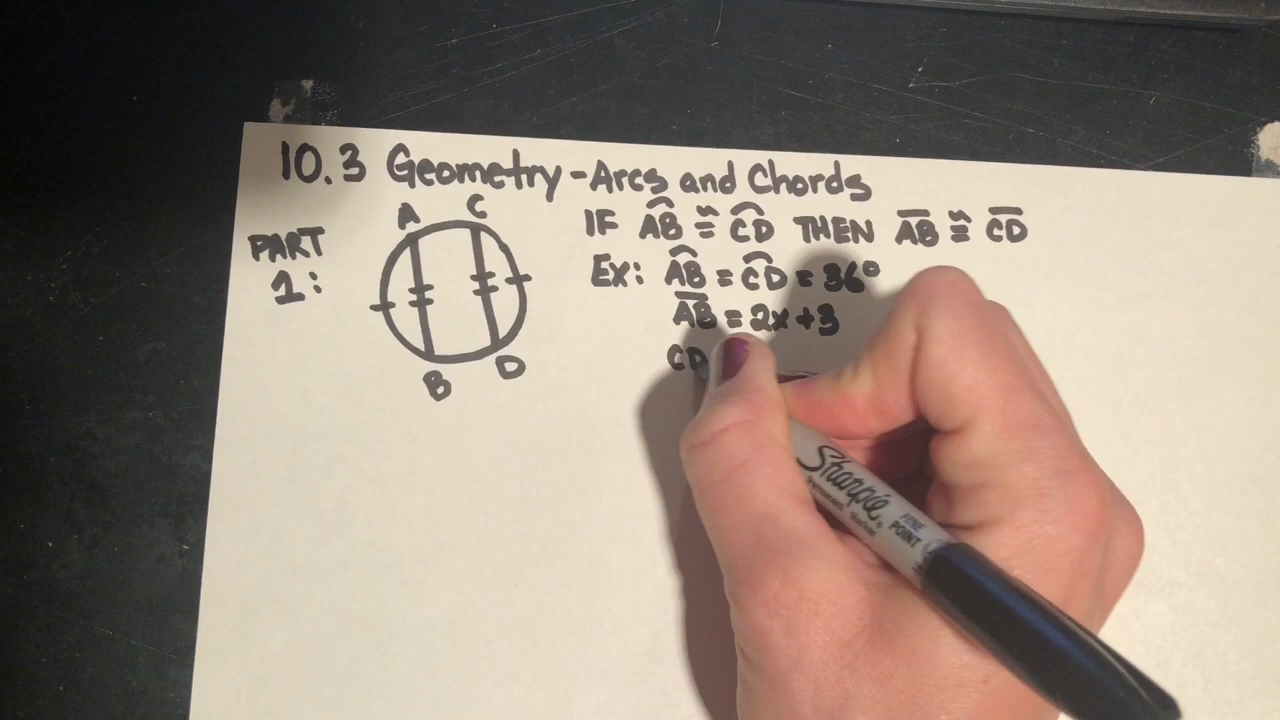 10.3 Geometry - Arcs and Chords
PART
1:
A
C
B
D
IF AB ≅ CD THEN AB ≅ CD
Ex: AB = CD = 36°
AB = 2x + 3
CD
Sharpie
FINE
POINT